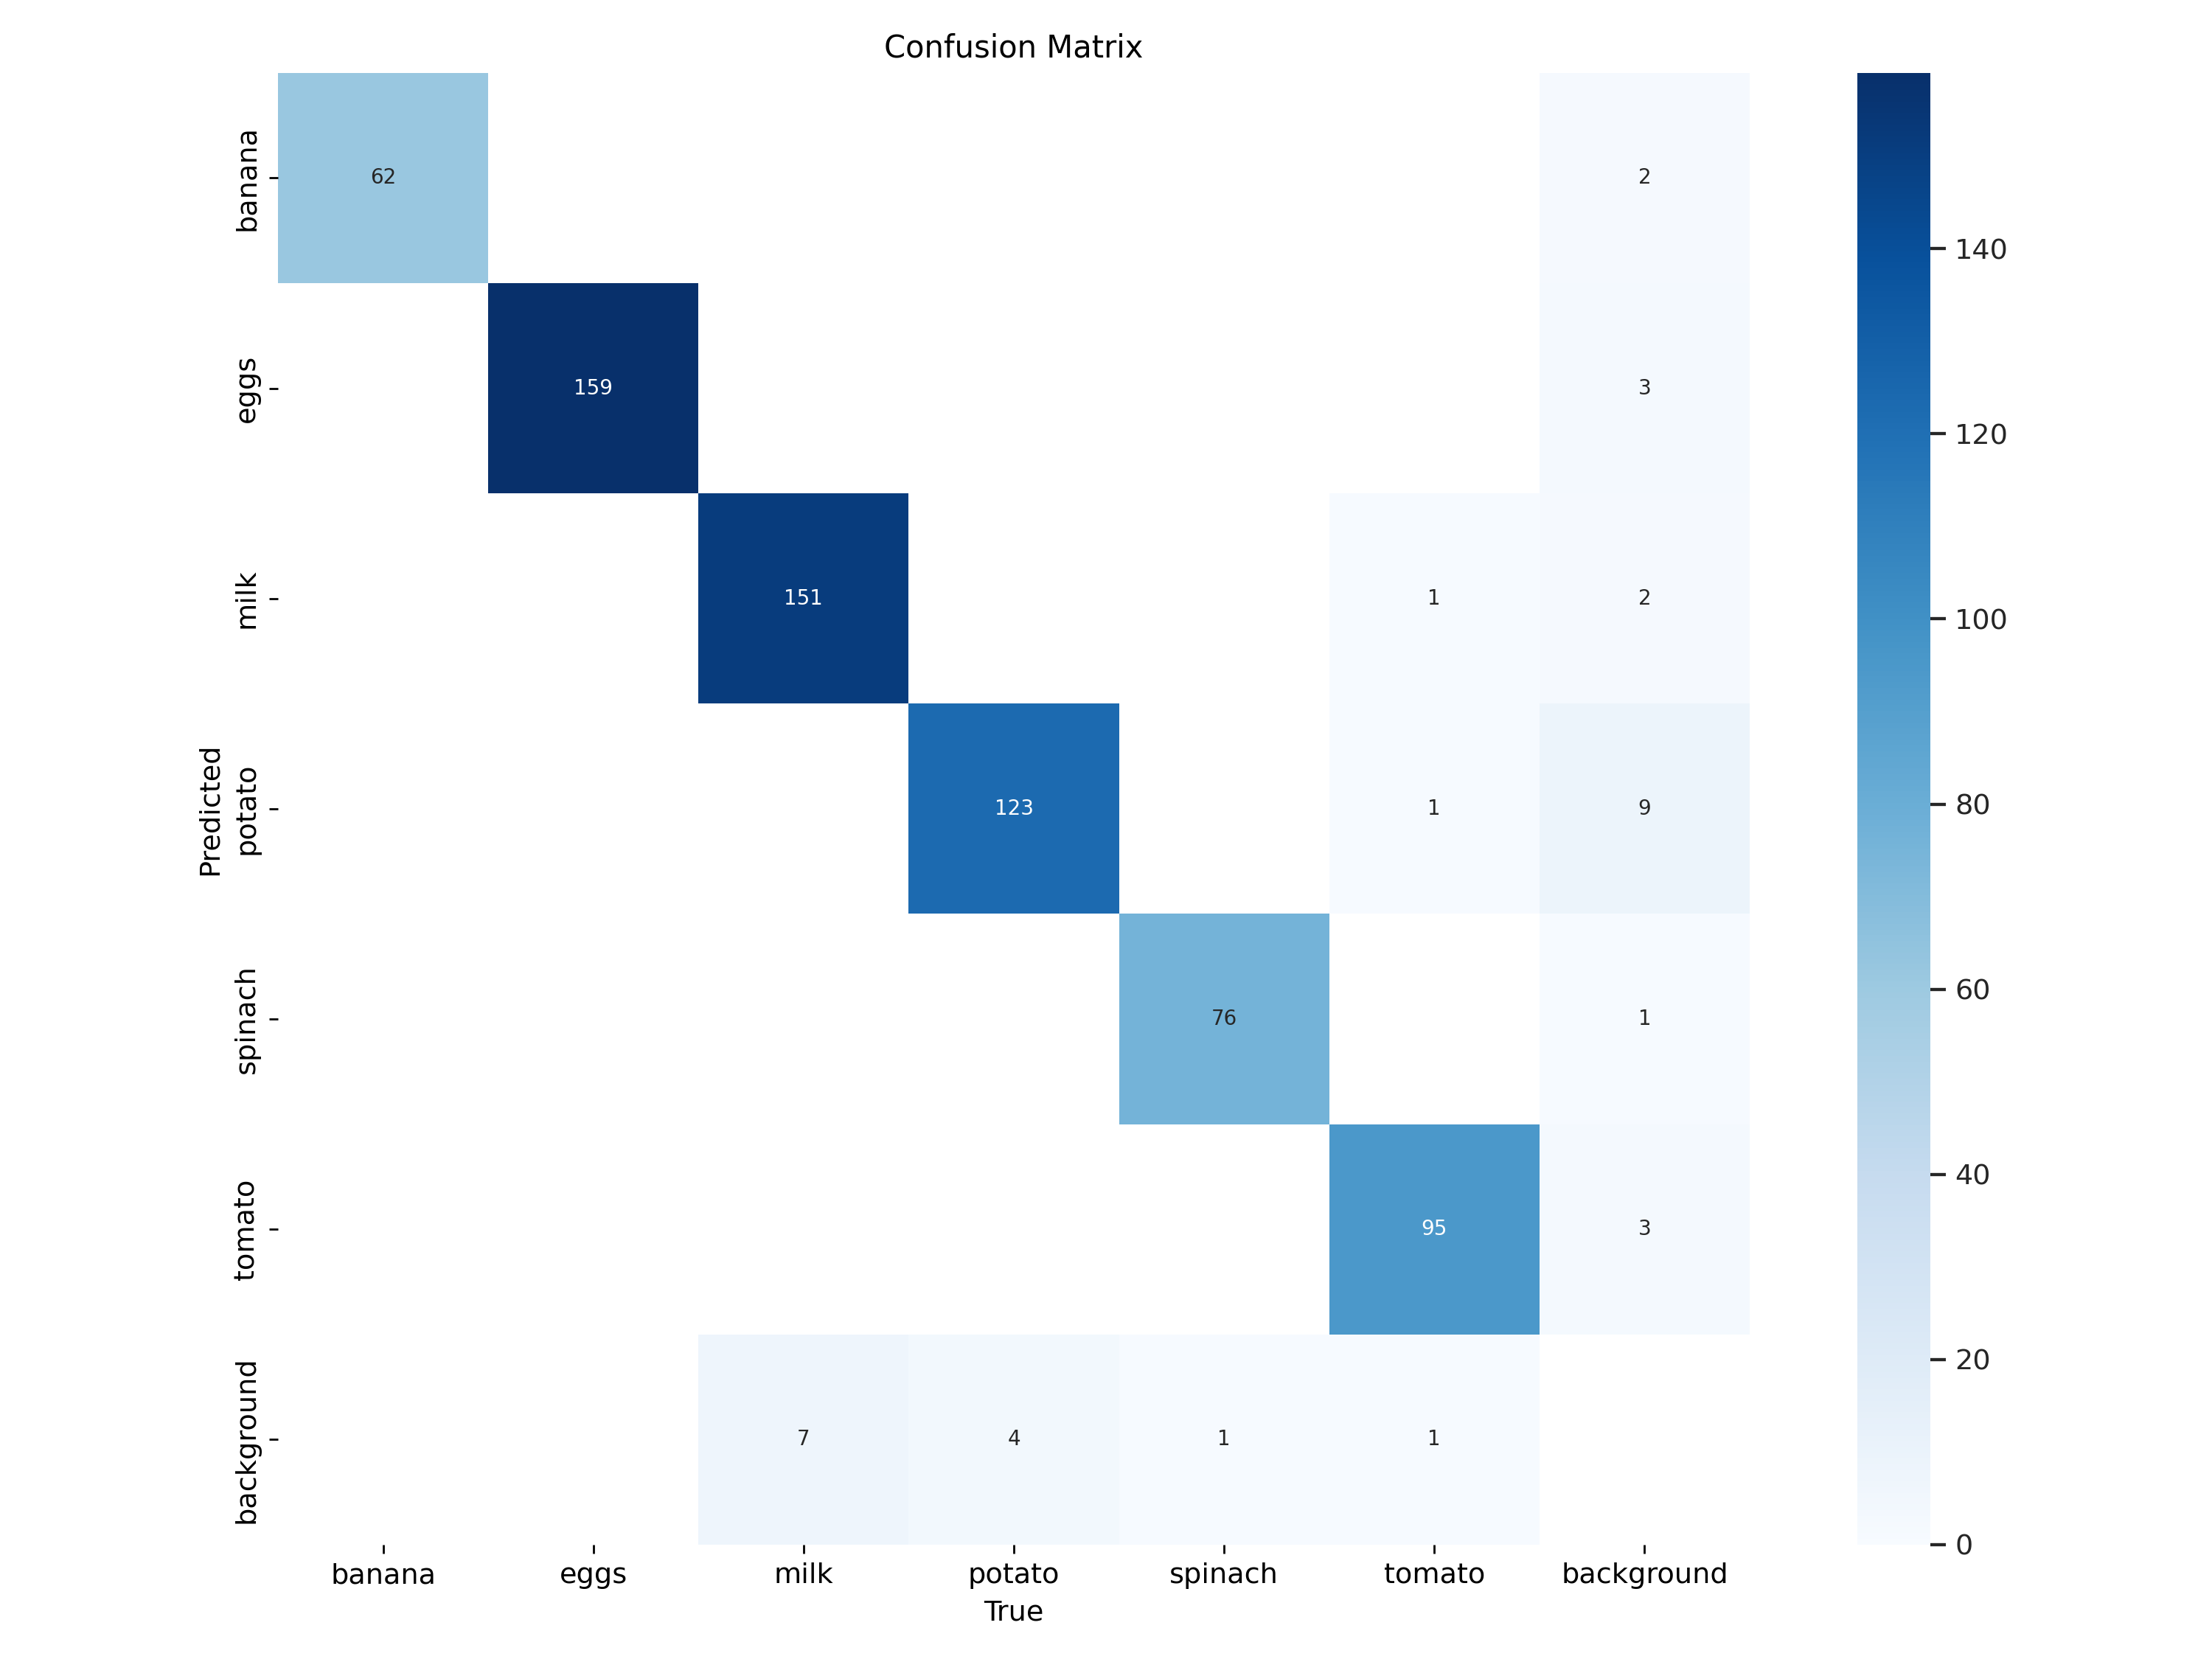 Confusion Matrix
banana
62
2
140
eggs
159
3
120
milk
151
1
2
100
Predicted
potato
123
1
9
80
spinach
76
1
60
tomato
95
3
40
background
7
4
1
1
20
0
banana
eggs
milk
potato
spinach
tomato
background
True